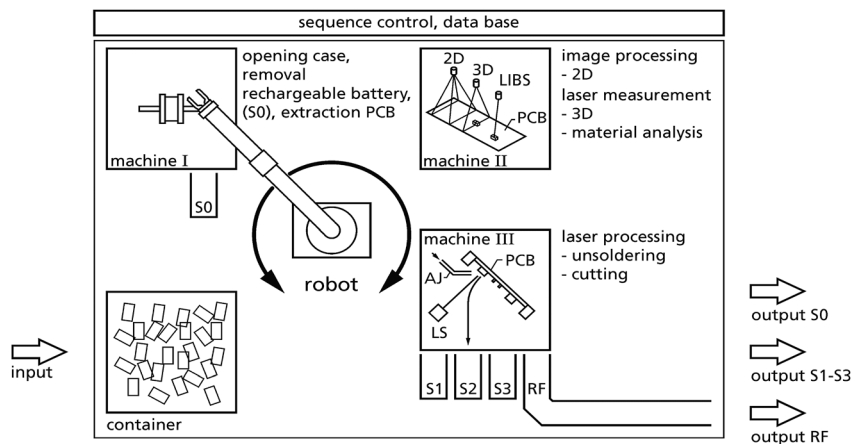 sequence control, data base
opening case,
removal
rechargeable battery,
(S0), extraction PCB
machine I
S0
2D
3D
LIBS
PCB
machine II
image processing
- 2D
laser measurement
- 3D
- material analysis
robot
machine III
PCB
AJ
LS
laser processing
- unsoldering
- cutting
S1
S2
S3
RF
input
container
output S0
output S1-S3
output RF